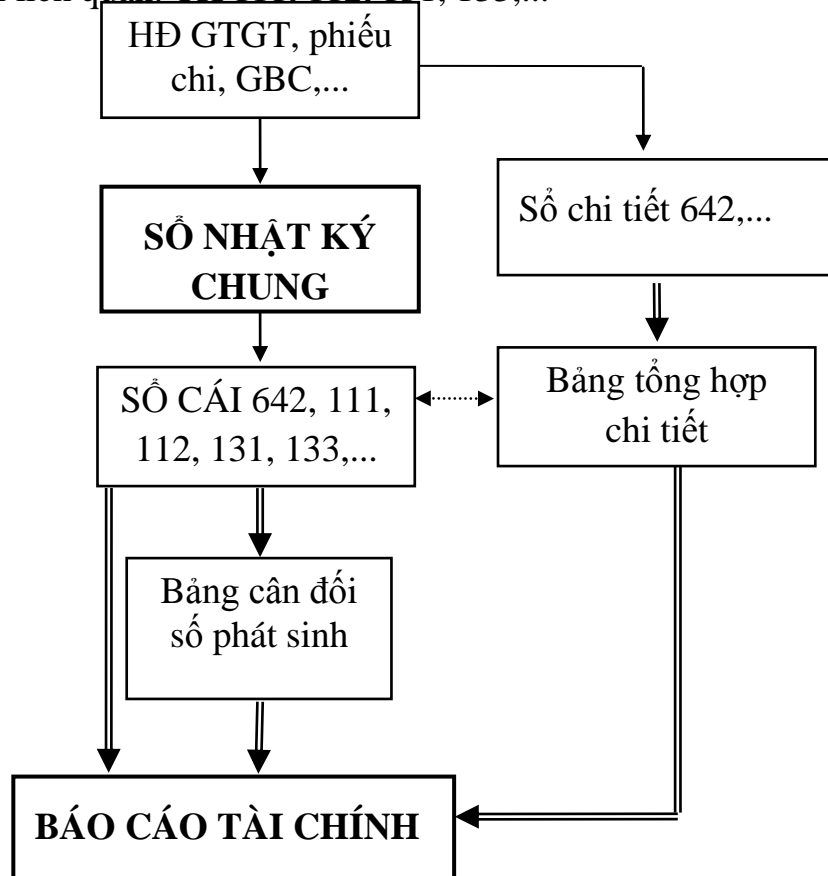 HĐ GTGT, phiếu
chi, GBC,...
SỔ NHẬT KÝ
CHUNG
Sổ chi tiết 642,...
SỔ CÁI 642, 111,
112, 131, 133,...
Bảng tổng hợp
chi tiết
Bảng cân đối
số phát sinh
BÁO CÁO TÀI CHÍNH